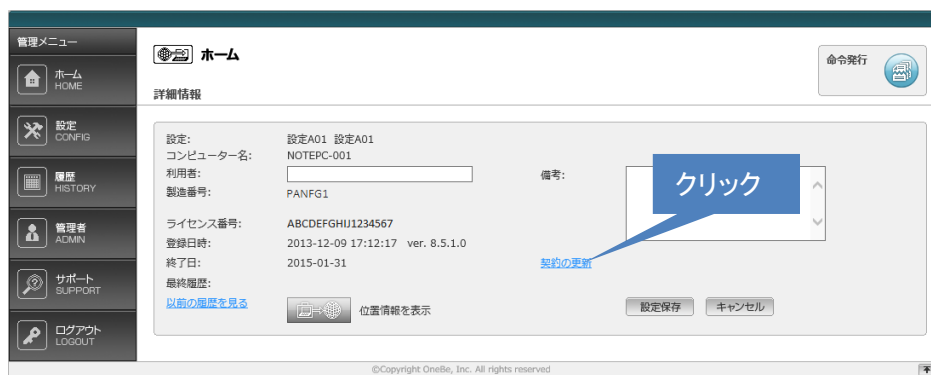 管理メニュー
ホーム
HOME
設定
CONFIG
履歴
HISTORY
管理者
ADMIN
サポート
SUPPORT
ログアウト
LOGOUT
ホーム
命令発行
詳細情報
設定: 設定A01 設定A01
コンピューター名: NOTEPC-001
利用者: 備考:
クリック
製造番号: PANFG1
ライセンス番号: ABCDEFGHIJ1234567
登録日時: 2013-12-09 17:12:17 ver. 8.5.1.0
終了日: 2015-01-31 契約の更新
最終履歴:
以前の履歴を見る 位置情報を表示 設定保存 キャンセル
©Copyright OneBe, Inc. All rights reserved